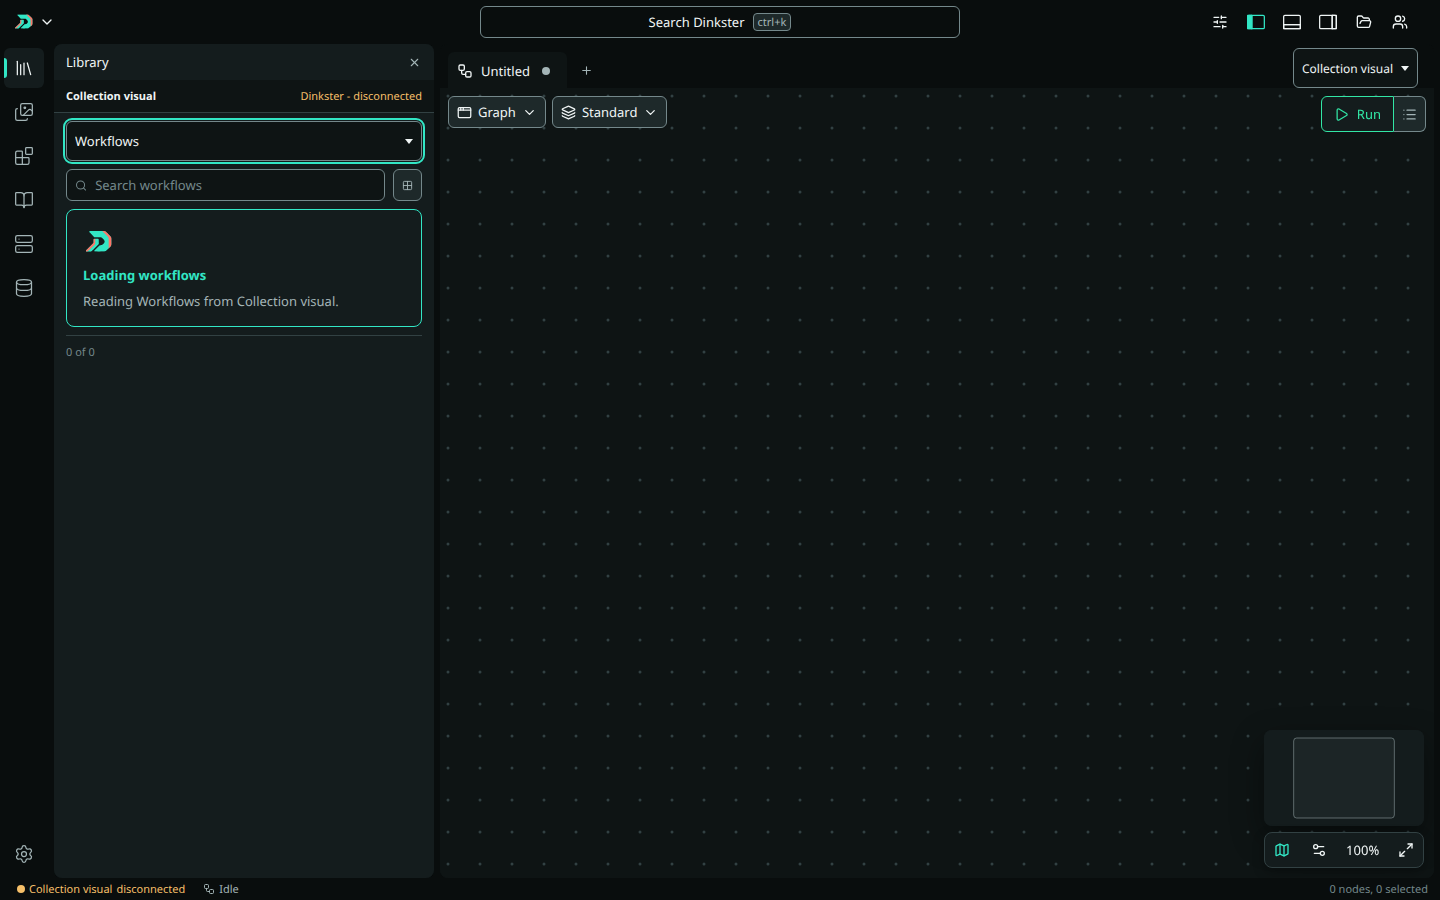 Search Dinkster ctrl+k
Library
Collection visual Dinkster - disconnected
Workflows
Search workflows
Loading workflows
Reading Workflows from Collection visual.
0 of 0
Untitled
Collection visual
Graph
Standard
Run
100%
Collection visual disconnected
Idle
0 nodes, 0 selected